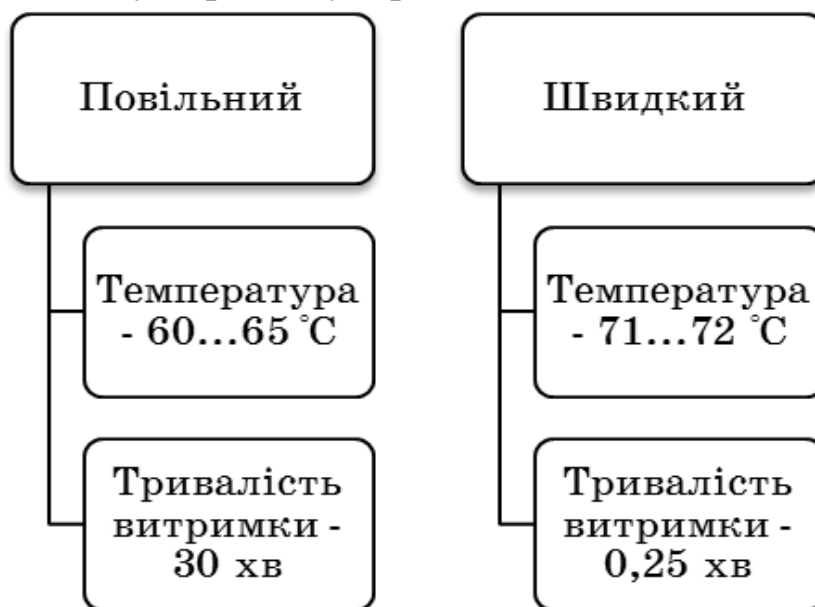 Повільний
Температура
- 60...65 °С
Тривалість
витримки -
30 хв
Швидкий
Температура
- 71...72 °С
Тривалість
витримки -
0,25 хв